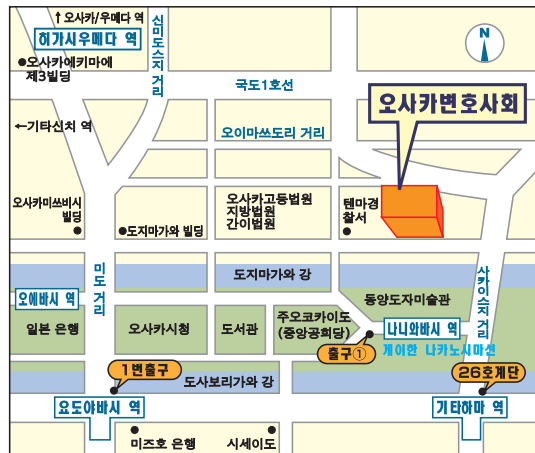 ↑오사카/우메다 역
히가시우메다 역
신미도스지 거리
N
오사카에키마에
제3빌딩
국도1호선
오사카변호사회
←기타신치 역
오이마쓰도리 거리
오사카미쓰비시
빌딩
도지마가와 빌딩
오사카고등법원
지방법원
간이법원
텐마경
찰서
미도 거리
사카이스지 거리
도지마가와 강
오에바시 역
동양도자미술관
일본 은행
오사카시청
도서관
주오코카이도
(중앙공회당)
나니와바시 역
출구①
게이한 나카노시마선
1번출구
도사보리가와 강
26호계단
요도야바시 역
기타하마 역
미즈호 은행
시세이도